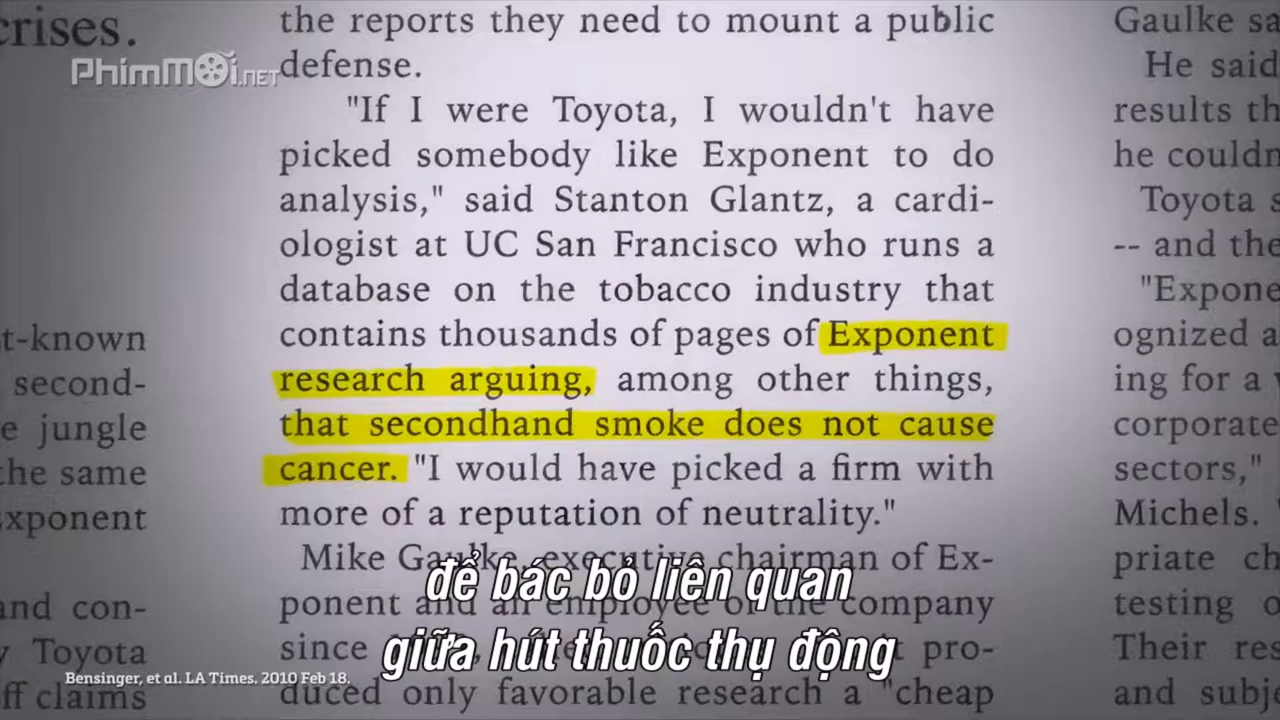 crises.
PhimMỡi.NET
the reports they need to mount a public
defense.
"If I were Toyota, I wouldn't have
picked somebody like Exponent to do
analysis," said Stanton Glantz, a cardi-
ologist at UC San Francisco who runs a
database on the tobacco industry that
contains thousands of pages of Exponent
research arguing, among other things,
that secondhand smoke does not cause
cancer. "I would have picked a firm with
more of a reputation of neutrality."
Mike Gaulke, executive chairman of Ex-
ponent and an employee of the company
since
pro-
duced only favorable research a "cheap
t-known
second-
e jungle
the same
xponent
and con-
y Toyota
ff claims
Gaulke sa
He said
results th
he couldn
Toyota s
-- and the
"Expone
ognized a
ing for a
corporate
sectors,"
Michels.
priate ch
testing o
Their res
and subj
để bác bỏ liên quan
giữa hút thuốc thụ động
Bensinger, et al. LA Times. 2010 Feb 18.